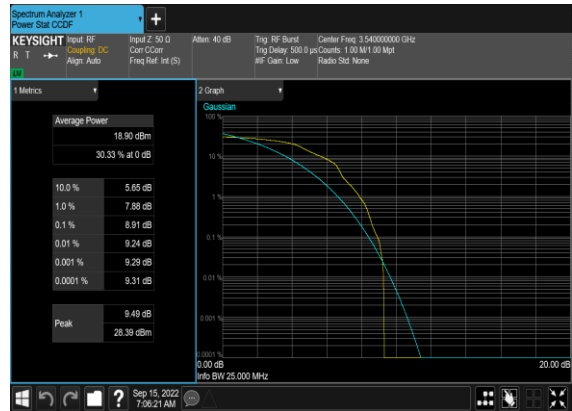 Spectrum Analyzer 1
Power Stat CCDF
KEYSIGHT Input: RF Input Z: 50 Ω Atten: 40 dB Trig: RF Burst Center Freq: 3.540000000 GHz
R T Coupling: DC Corr CCorr Trig Delay: 500.0 µs Counts: 1.00 M/1.00 Mpt
Align: Auto Freq Ref: Int (S) #IF Gain: Low Radio Std: None
1 Metrics
2 Graph
Average Power
18.90 dBm
30.33 % at 0 dB
10.0 % 5.65 dB
1.0 % 7.88 dB
0.1 % 8.91 dB
0.01 % 9.24 dB
0.001 % 9.29 dB
0.0001 % 9.31 dB
Peak 9.49 dB
28.39 dBm
Gaussian
100 %
10 %
1 %
0.1 %
0.01 %
0.001 %
0.0001 %
0.00 dB 20.00 dB
Info BW 25.000 MHz
Sep 15, 2022
7:06:21 AM